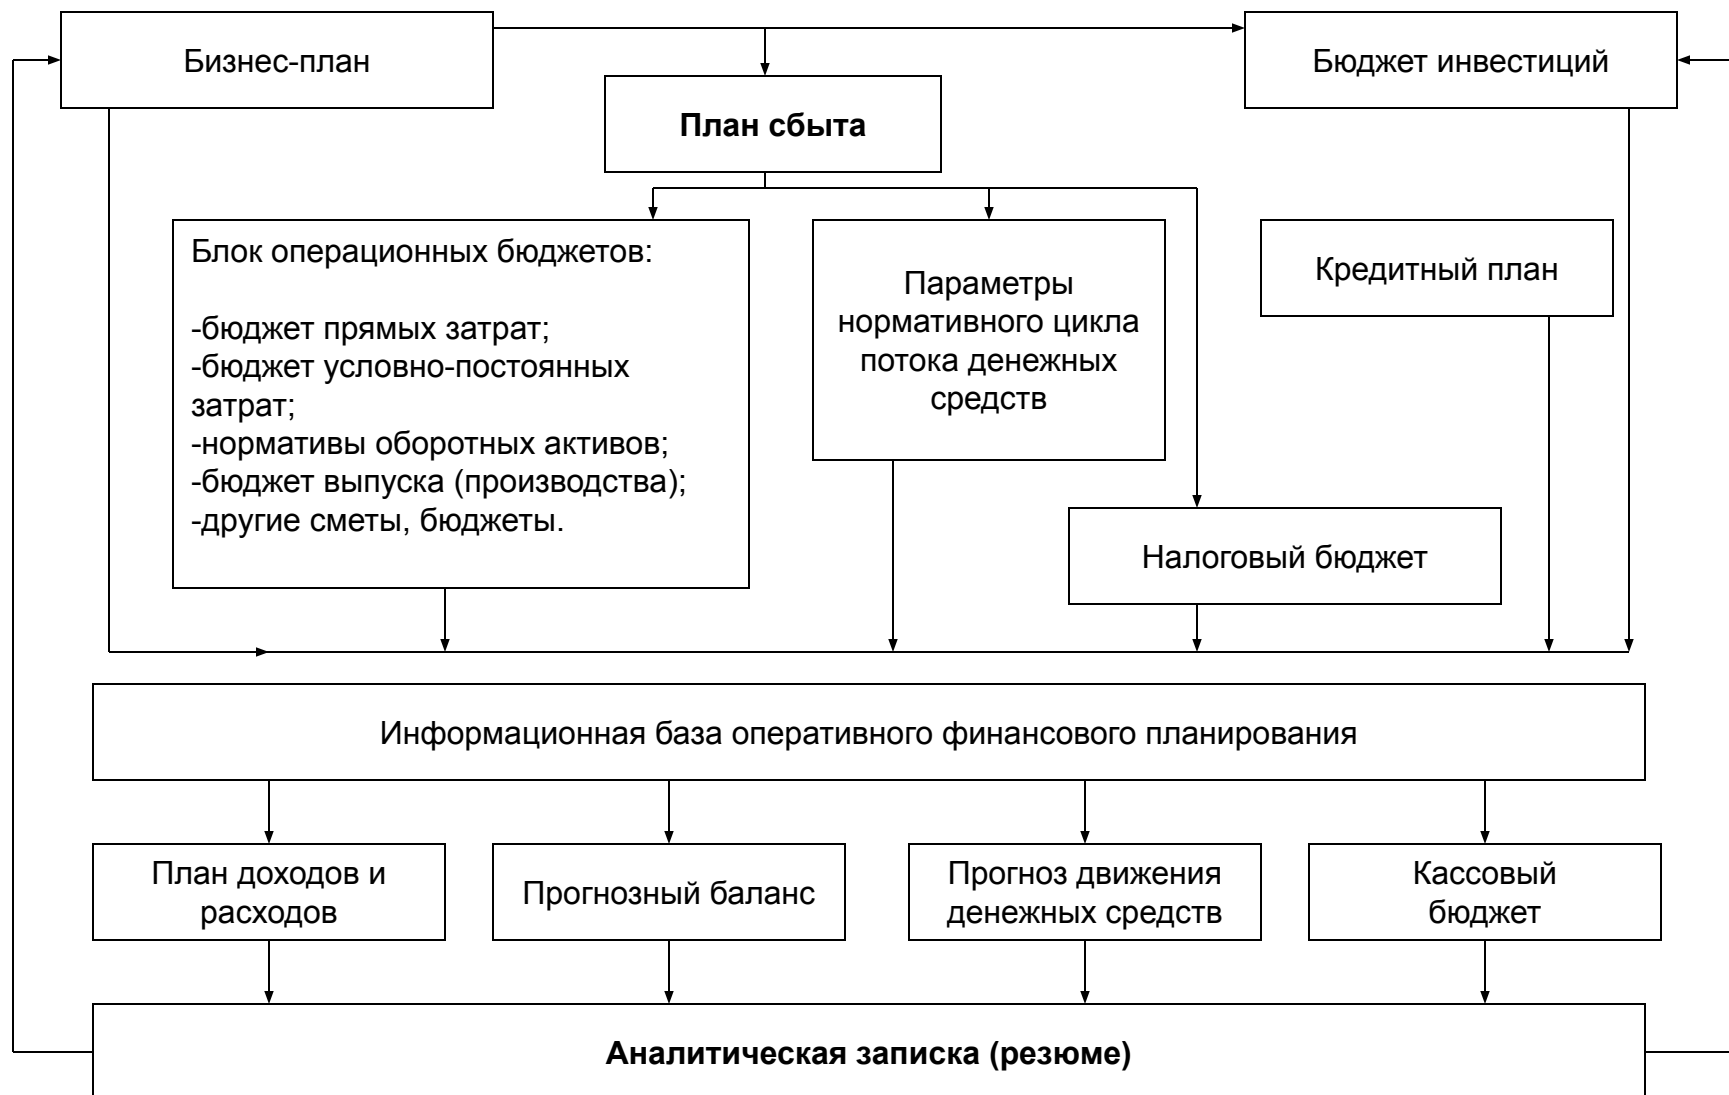 Бизнес-план
Бюджет инвестиций
План сбыта
Блок операционных бюджетов:
-бюджет прямых затрат;
-бюджет условно-постоянных
затрат;
-нормативы оборотных активов;
-бюджет выпуска (производства);
-другие сметы, бюджеты.
Параметры
нормативного цикла
потока денежных
средств
Кредитный план
Налоговый бюджет
Информационная база оперативного финансового планирования
План доходов и
расходов
Прогнозный баланс
Прогноз движения
денежных средств
Кассовый
бюджет
Аналитическая записка (резюме)